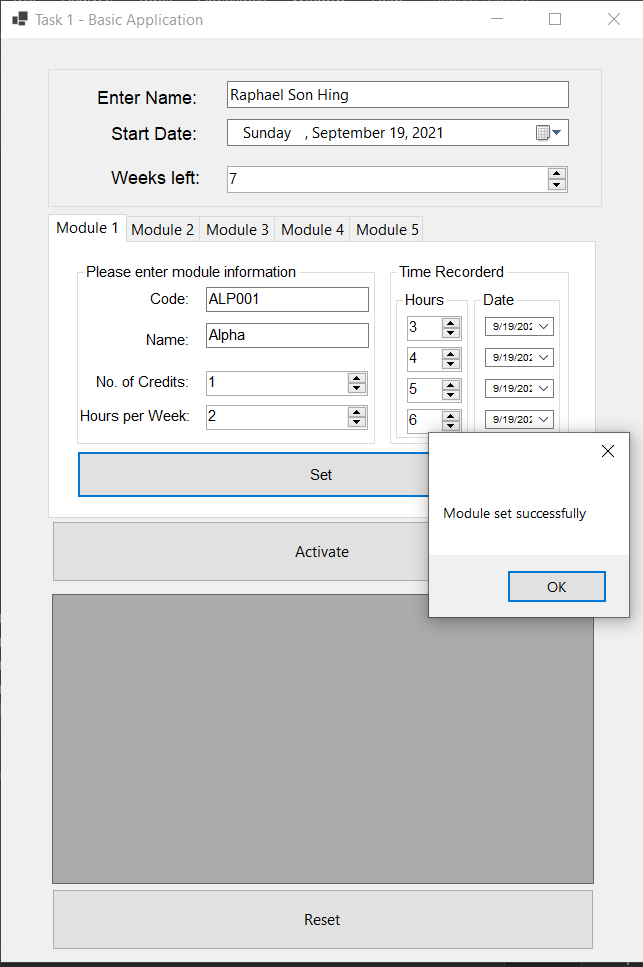 Task 1 - Basic Application
Enter Name: Raphael Son Hing
Start Date: Sunday , September 19, 2021
Weeks left: 7
Module 1 Module 2 Module 3 Module 4 Module 5
Please enter module information
Code: ALP001
Name: Alpha
No. of Credits: 1
Hours per Week: 2
Time Recorderd
Hours Date
3 9/19/202
4 9/19/202
5 9/19/202
6 9/19/202
Set
Module set successfully
OK
Activate
Reset